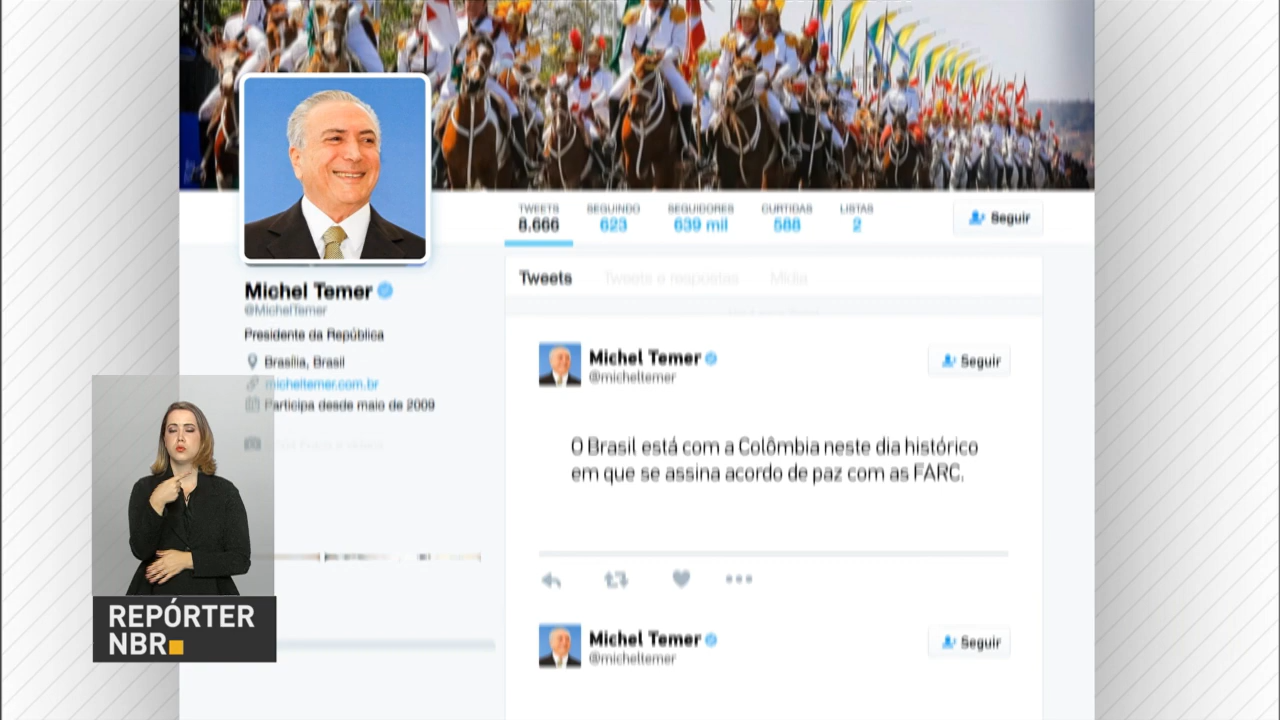 TWEETS SEGUINDO SEGUIDORES CURTIDAS LISTAS
8.666 623 639 mil 588 2
Seguir
Michel Temer
@MichelTemer
Presidente da República
Brasília, Brasil
micheltemer.com.br
Participa desde maio de 2009
Tweets Tweets e respostas Mídia
Michel Temer
@micheltemer
Seguir
O Brasil está com a Colômbia neste dia histórico
em que se assina acordo de paz com as FARC.
Michel Temer
@micheltemer
Seguir
REPÓRTER
NBR